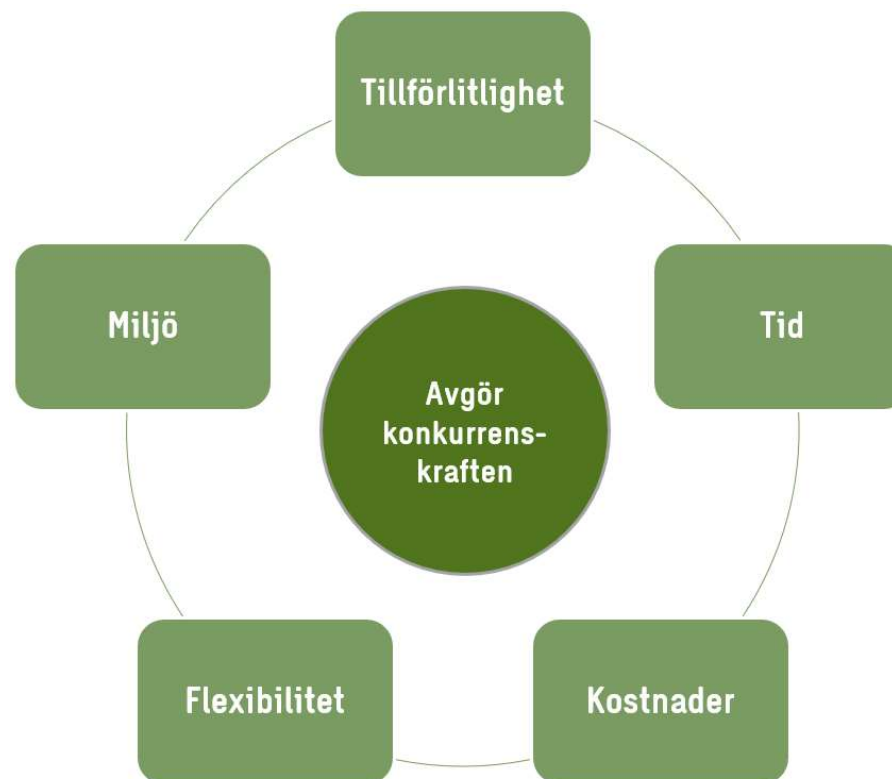 Tillförlitlighet
Miljö
Tid
Avgör
konkurrens-
kraften
Flexibilitet
Kostnader